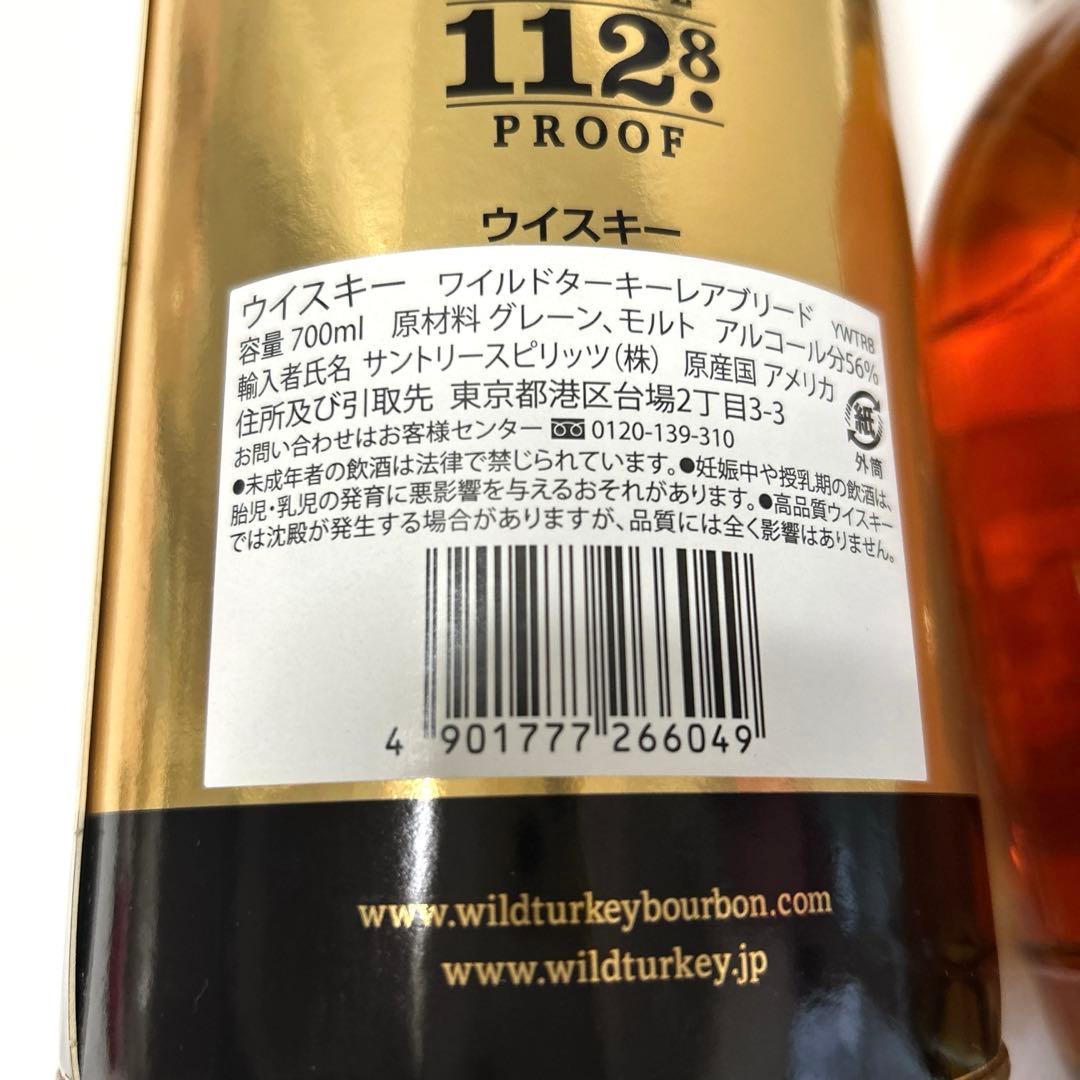 112.8
PROOF
ウイスキー
ウイスキー ワイルドターキーレアブリード YWTRB
容量 700ml 原材料 グレーン、モルト アルコール分56%
輸入者氏名 サントリースピリッツ(株) 原産国 アメリカ
住所及び引取先 東京都港区台場2丁目3-3
紙
外筒
お問い合わせはお客様センター 0120-139-310
●未成年者の飲酒は法律で禁じられています。●妊娠中や授乳期の飲酒は、
胎児・乳児の発育に悪影響を与えるおそれがあります。●高品質ウイスキー
では沈殿が発生する場合がありますが、品質には全く影響はありません。
4 901777 266049
www.wildturkeybourbon.com
www.wildturkey.jp